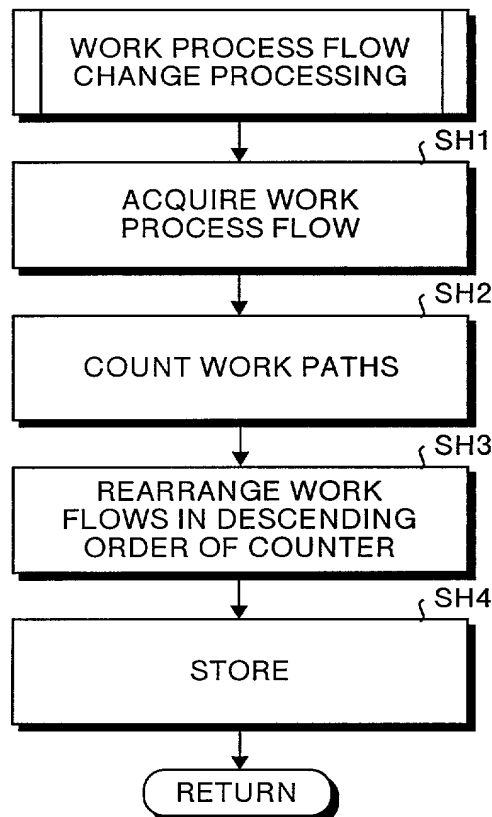 WORK PROCESS FLOW
CHANGE PROCESSING
SH1
ACQUIRE WORK
PROCESS FLOW
SH2
COUNT WORK PATHS
SH3
REARRANGE WORK
FLOWS IN DESCENDING
ORDER OF COUNTER
SH4
STORE
RETURN